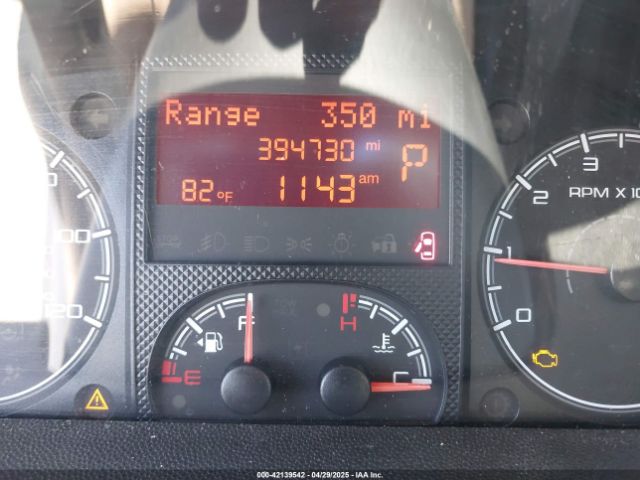 Range 350 mi
394730 mi
P
82°F 1143 am
100
120
F
E
H
C
3
2
1
0
RPM X 10
000-42139542 - 04/29/2025 - IAA Inc.